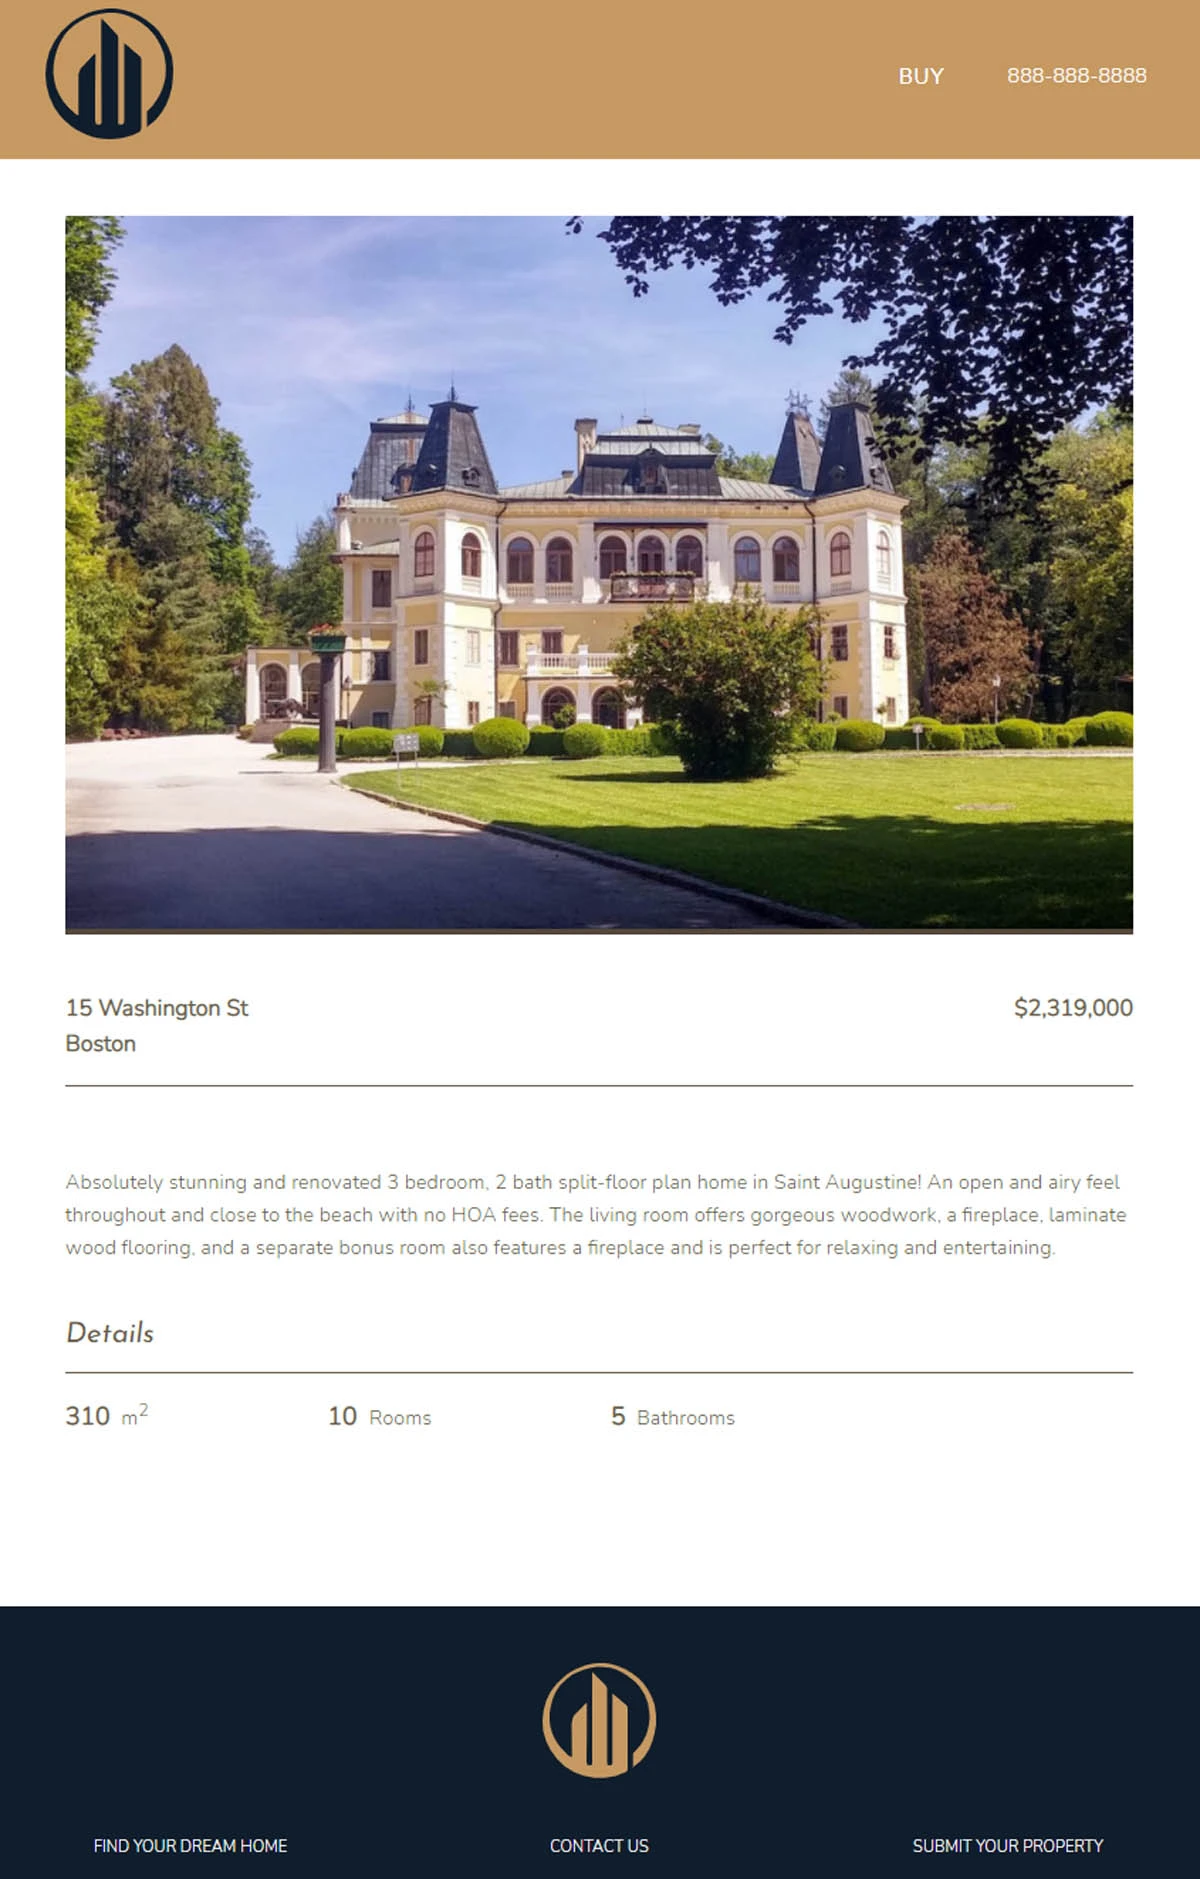 BUY 888-888-8888
15 Washington St $2,319,000
Boston
Absolutely stunning and renovated 3 bedroom, 2 bath split-floor plan home in Saint Augustine! An open and airy feel
throughout and close to the beach with no HOA fees. The living room offers gorgeous woodwork, a fireplace, laminate
wood flooring, and a separate bonus room also features a fireplace and is perfect for relaxing and entertaining.
Details
310 m² 10 Rooms 5 Bathrooms
FIND YOUR DREAM HOME CONTACT US SUBMIT YOUR PROPERTY